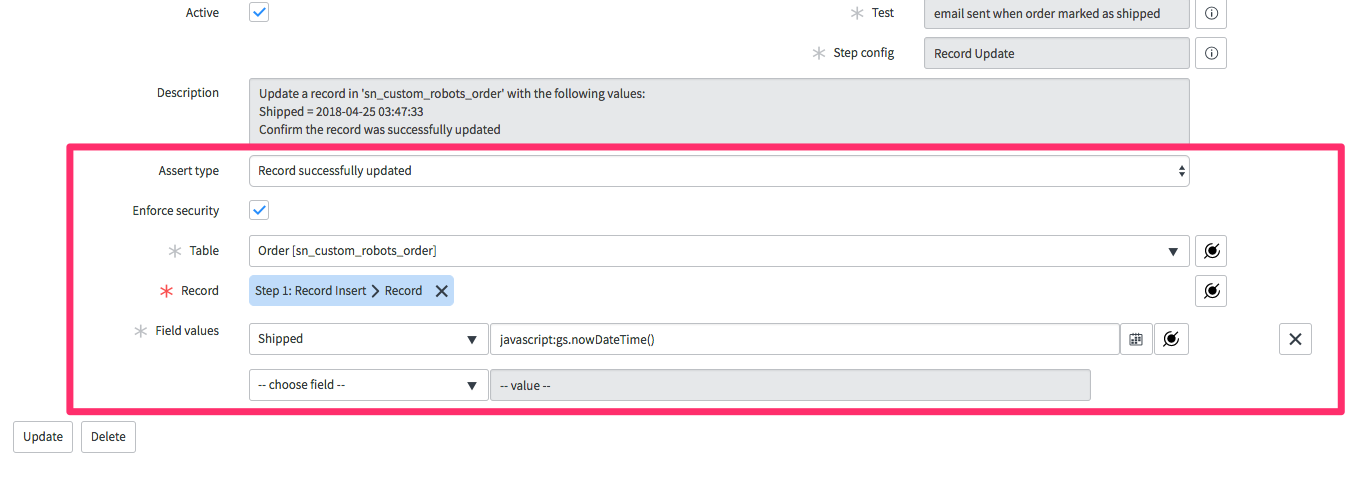 Active
Test
email sent when order marked as shipped
Step config
Record Update
Description
Update a record in 'sn_custom_robots_order' with the following values:
Shipped = 2018-04-25 03:47:33
Confirm the record was successfully updated
Assert type
Record successfully updated
Enforce security
Table
Order [sn_custom_robots_order]
Record
Step 1: Record Insert > Record
Field values
Shipped
javascript:gs.nowDateTime()
-- choose field --
-- value --
Update
Delete